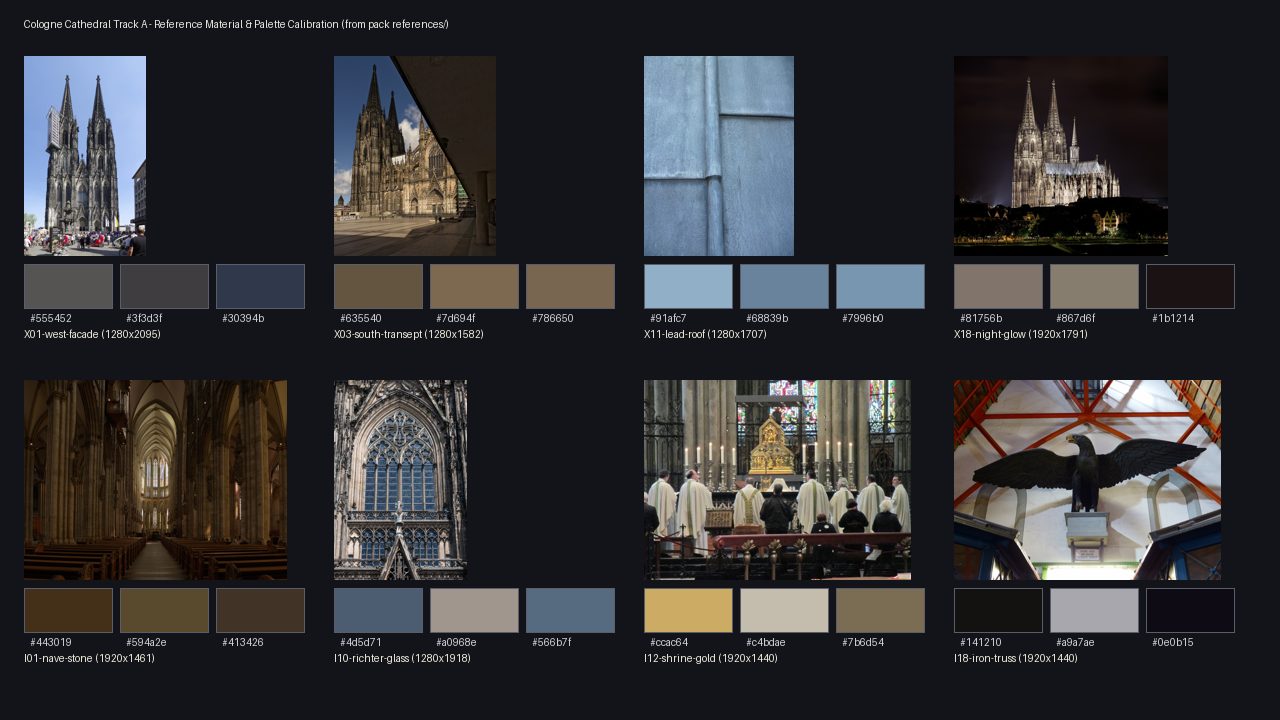 Cologne Cathedral Track A - Reference Material & Palette Calibration (from pack references/)
#555452 #3f3d3f #30394b
X01-west-facade (1280x2095)
#635540 #7d694f #786650
X03-south-transept (1280x1582)
#91afc7 #68839b #7996b0
X11-lead-roof (1280x1707)
#81756b #867d6f #1b1214
X18-night-glow (1920x1791)
#443019 #594a2e #413426
I01-nave-stone (1920x1461)
#4d5d71 #a0968e #566b7f
I10-richter-glass (1280x1918)
#ccac64 #c4bdae #7b6d54
I12-shrine-gold (1920x1440)
#141210 #a9a7ae #0e0b15
I18-iron-truss (1920x1440)